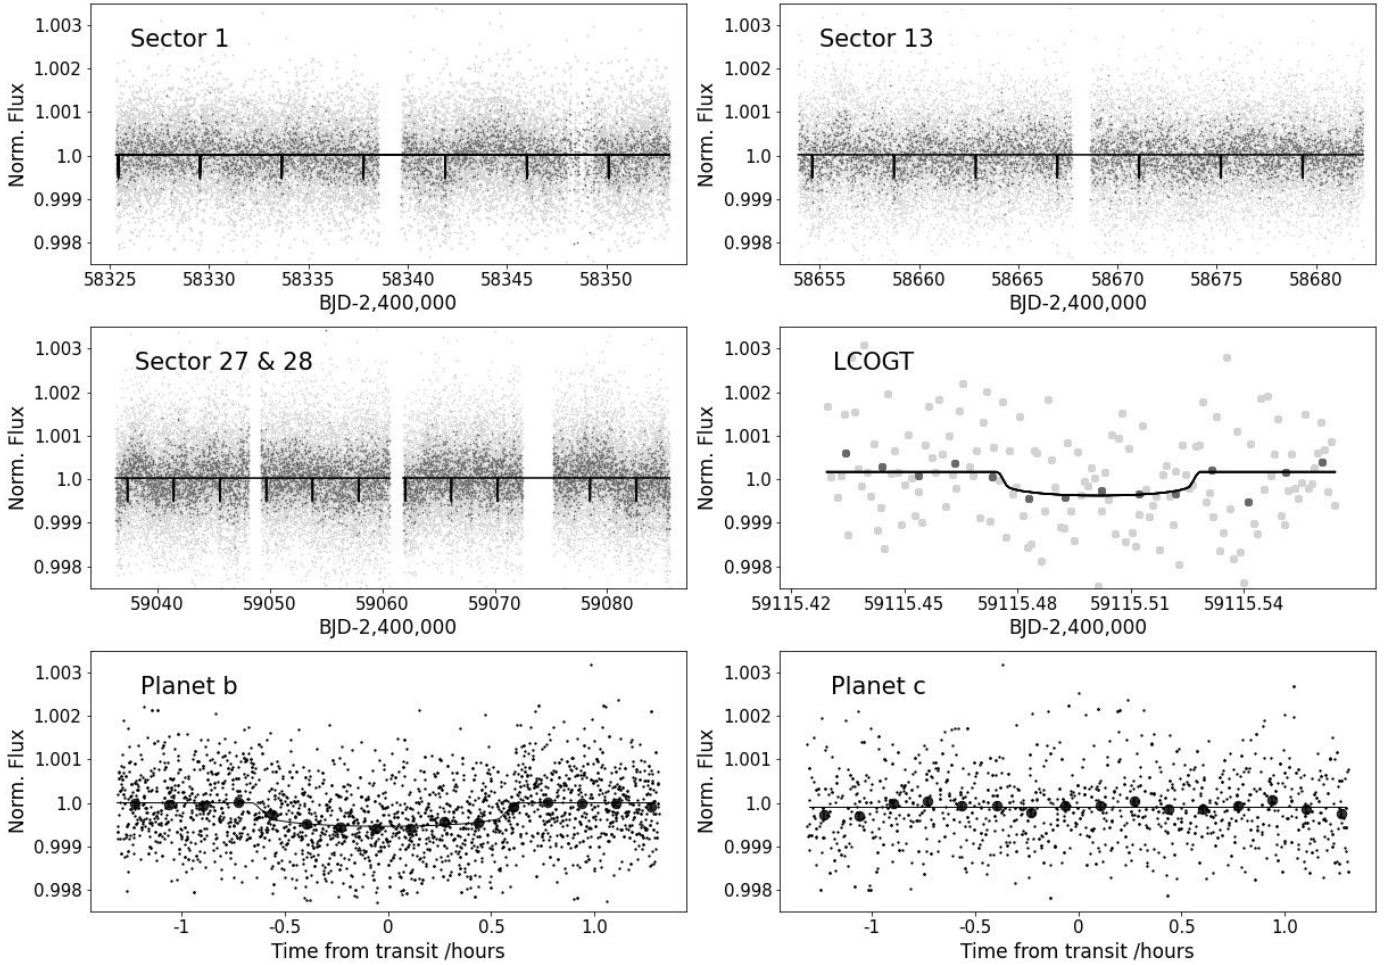 Sector 1
Norm. Flux
1.003
1.002
1.001
1.0
0.999
0.998
58325 58330 58335 58340 58345 58350
BJD-2,400,000
Sector 13
Norm. Flux
1.003
1.002
1.001
1.0
0.999
0.998
58655 58660 58665 58670 58675 58680
BJD-2,400,000
Sector 27 & 28
Norm. Flux
1.003
1.002
1.001
1.0
0.999
0.998
59040 59050 59060 59070 59080
BJD-2,400,000
LCOGT
Norm. Flux
1.003
1.002
1.001
1.0
0.999
0.998
59115.42 59115.45 59115.48 59115.51 59115.54
BJD-2,400,000
Planet b
Norm. Flux
1.003
1.002
1.001
1.0
0.999
0.998
-1 -0.5 0 0.5 1.0
Time from transit /hours
Planet c
Norm. Flux
1.003
1.002
1.001
1.0
0.999
0.998
-1 -0.5 0 0.5 1.0
Time from transit /hours